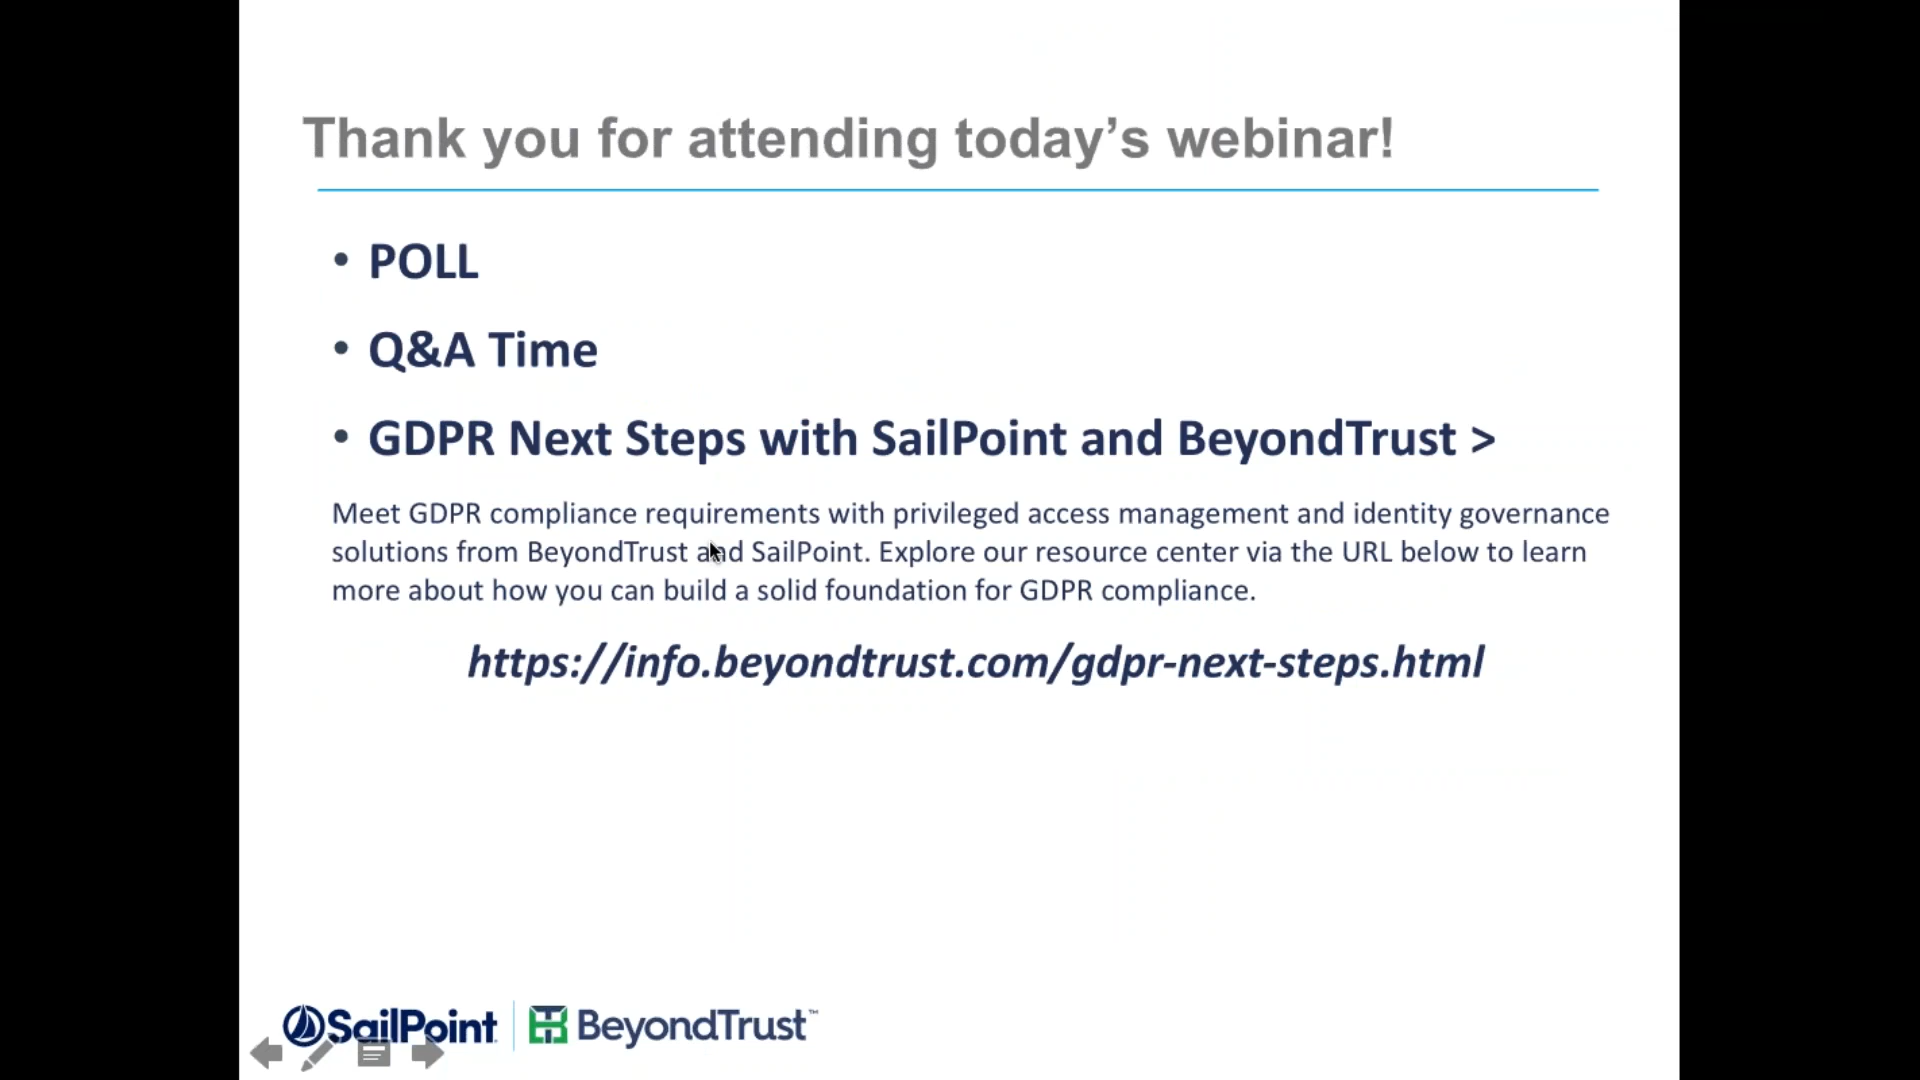 Thank you for attending today’s webinar!
• POLL
• Q&A Time
• GDPR Next Steps with SailPoint and BeyondTrust >
Meet GDPR compliance requirements with privileged access management and identity governance
solutions from BeyondTrust and SailPoint. Explore our resource center via the URL below to learn
more about how you can build a solid foundation for GDPR compliance.
https://info.beyondtrust.com/gdpr-next-steps.html
SailPoint BeyondTrust™